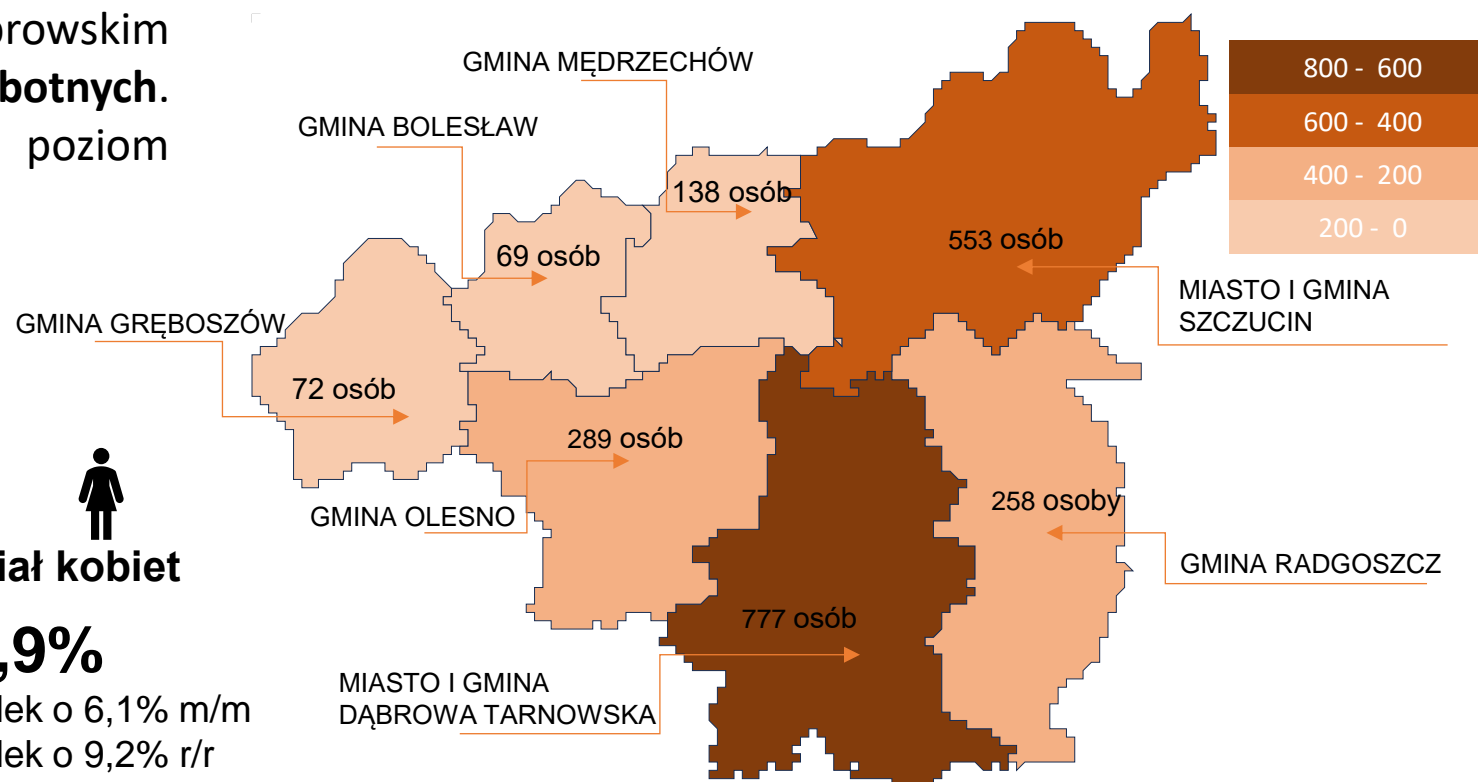 rowskim
botnych.
poziom
GMINA MĘDRZECHÓW
GMINA BOLESŁAW
GMINA GRĘBOSZÓW
138 osób
69 osób
553 osób
72 osób
289 osób
258 osoby
777 osób
800 - 600
600 - 400
400 - 200
200 - 0
MIASTO I GMINA
SZCZUCIN
GMINA OLESNO
GMINA RADGOSZCZ
MIASTO I GMINA
DĄBROWA TARNOWSKA
iał kobiet
,9%
lek o 6,1% m/m
lek o 9,2% r/r